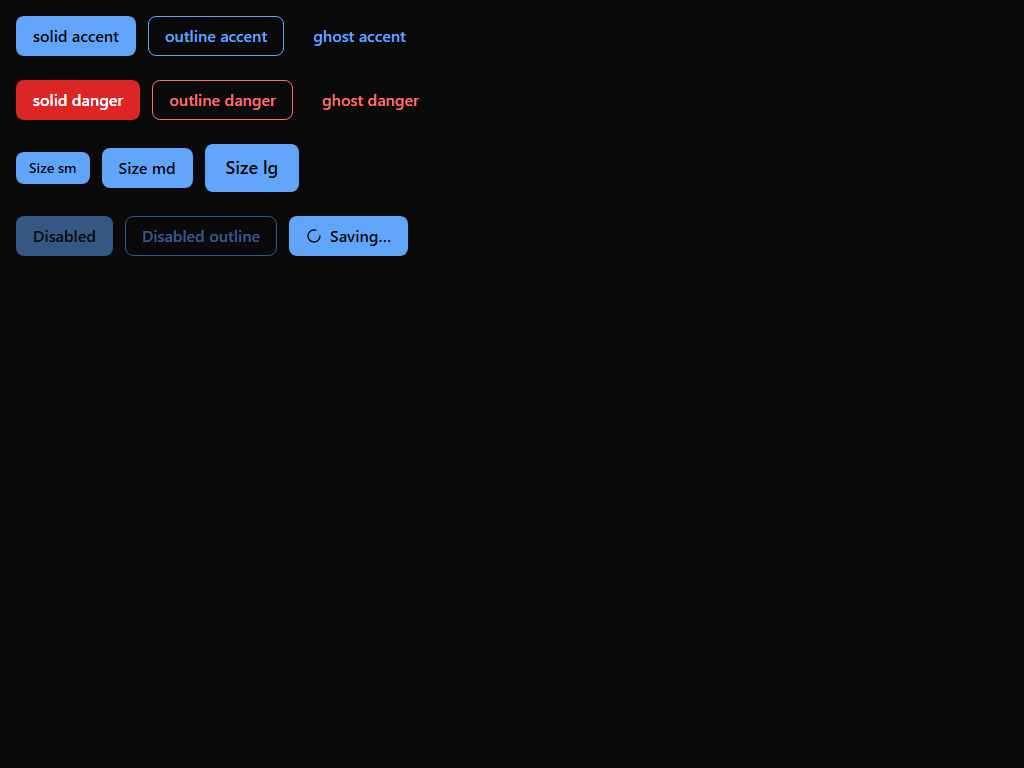 solid accent outline accent ghost accent
solid danger outline danger ghost danger
Size sm Size md Size lg
Disabled Disabled outline Saving...